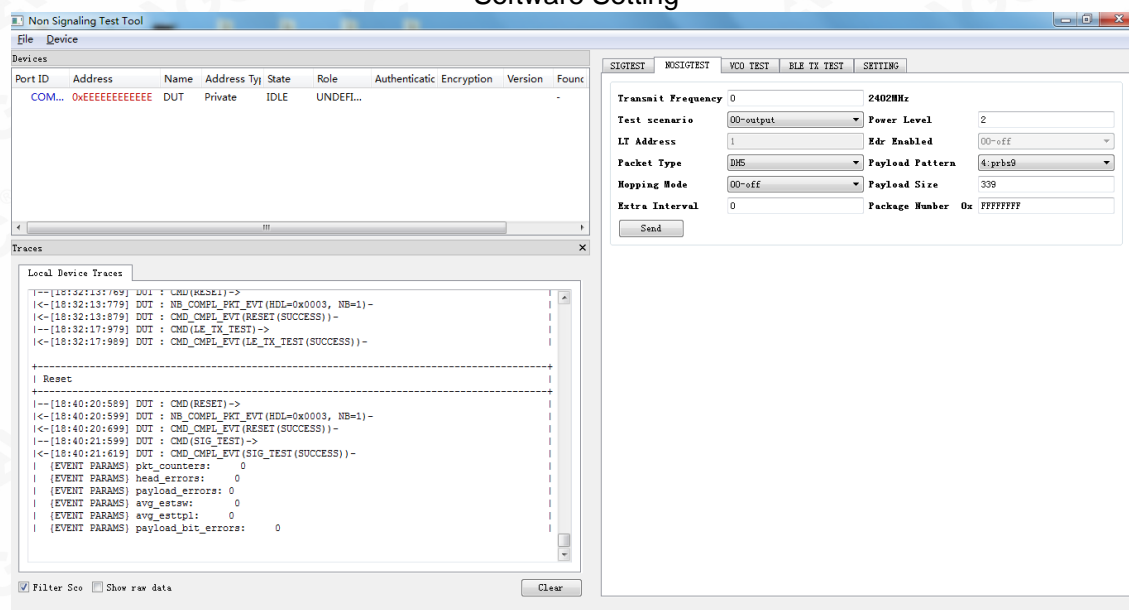 Software Setting
Non Signaling Test Tool
File Device
Devices
Port ID Address Name Address Ty State Role Authenticatic Encryption Version Founc
COM... 0xEEEEEEEEEEEE DUT Private IDLE UNDEFI... -
Traces
Local Device Traces
|--[18:32:13:769] DUT : CMD(RESET)->
|<-[18:32:13:779] DUT : NB_COMPL_PKT_EVT(HDL=0x0003, NB=1)-
|<-[18:32:13:879] DUT : CMD_CMPL_EVT(RESET(SUCCESS))-
|--[18:32:17:979] DUT : CMD(LE_TX_TEST)->
|<-[18:32:17:989] DUT : CMD_CMPL_EVT(LE_TX_TEST(SUCCESS))-
| Reset
|--[18:40:20:589] DUT : CMD(RESET)->
|<-[18:40:20:599] DUT : NB_COMPL_PKT_EVT(HDL=0x0003, NB=1)-
|<-[18:40:20:699] DUT : CMD_CMPL_EVT(RESET(SUCCESS))-
|--[18:40:21:599] DUT : CMD(SIG_TEST)->
|<-[18:40:21:619] DUT : CMD_CMPL_EVT(SIG_TEST(SUCCESS))-
| {EVENT PARAMS} pkt_counters: 0
| {EVENT PARAMS} head_errors: 0
| {EVENT PARAMS} payload_errors: 0
| {EVENT PARAMS} avg_estsw: 0
| {EVENT PARAMS} avg_esttpl: 0
| {EVENT PARAMS} payload_bit_errors: 0
Filter Sco Show raw data Clear
SIGTEST NOSIGTEST VCO TEST BLE TX TEST SETTING
Transmit Frequency 0 2402MHz
Test scenario 00-output Power Level 2
LT Address 1 Edr Enabled 00-off
Packet Type DH5 Payload Pattern 4:prbs9
Hopping Mode 00-off Payload Size 339
Extra Interval 0 Package Number 0x FFFFFFFF
Send